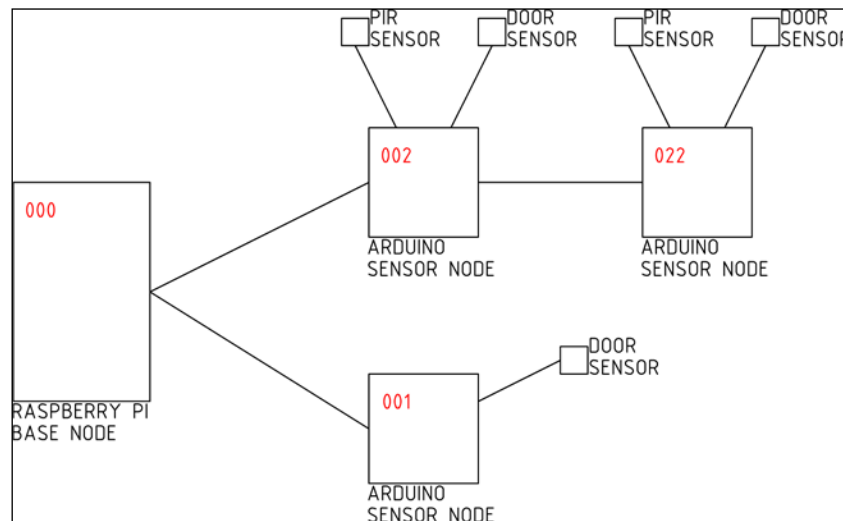 PIR
SENSOR
DOOR
SENSOR
PIR
SENSOR
DOOR
SENSOR
002
022
000
ARDUINO
SENSOR NODE
ARDUINO
SENSOR NODE
DOOR
SENSOR
001
RASPBERRY PI
BASE NODE
ARDUINO
SENSOR NODE